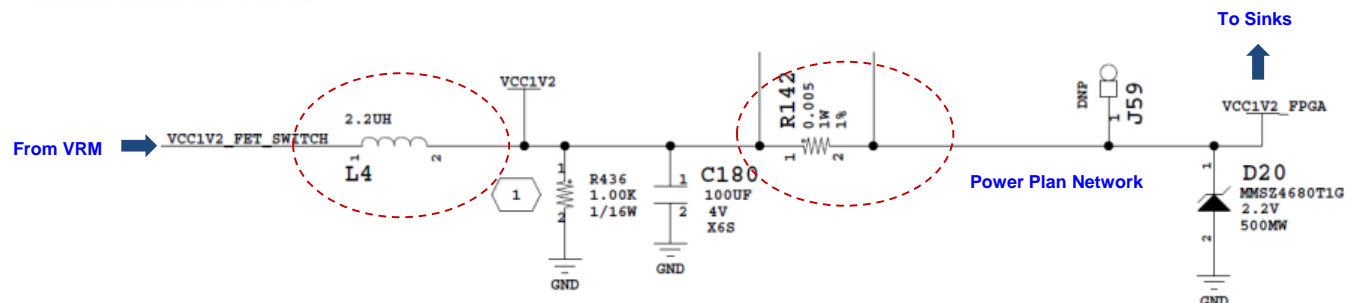 To Sinks
From VRM
VCC1V2_FET_SWITCH
2.2UH
1
2
L4
VCC1V2
1
1
2
R436
1.00K
1/16W
GND
1
2
C180
100UF
4V
X6S
GND
R142
0.005
1W
1%
1
2
Power Plan Network
DNP
1
J59
VCC1V2_FPGA
1
2
D20
MMSZ4680T1G
2.2V
500MW
GND